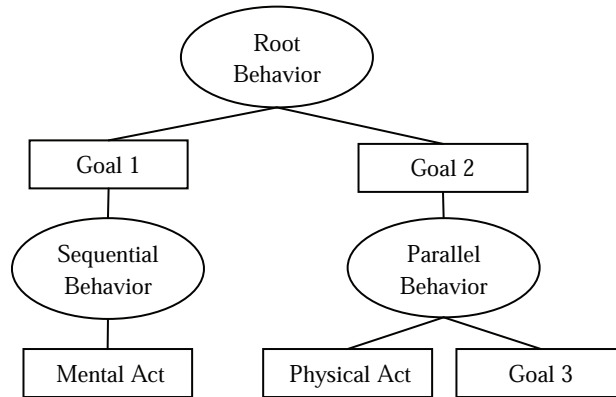 Root
Behavior
Goal 1
Goal 2
Sequential
Behavior
Parallel
Behavior
Mental Act
Physical Act
Goal 3